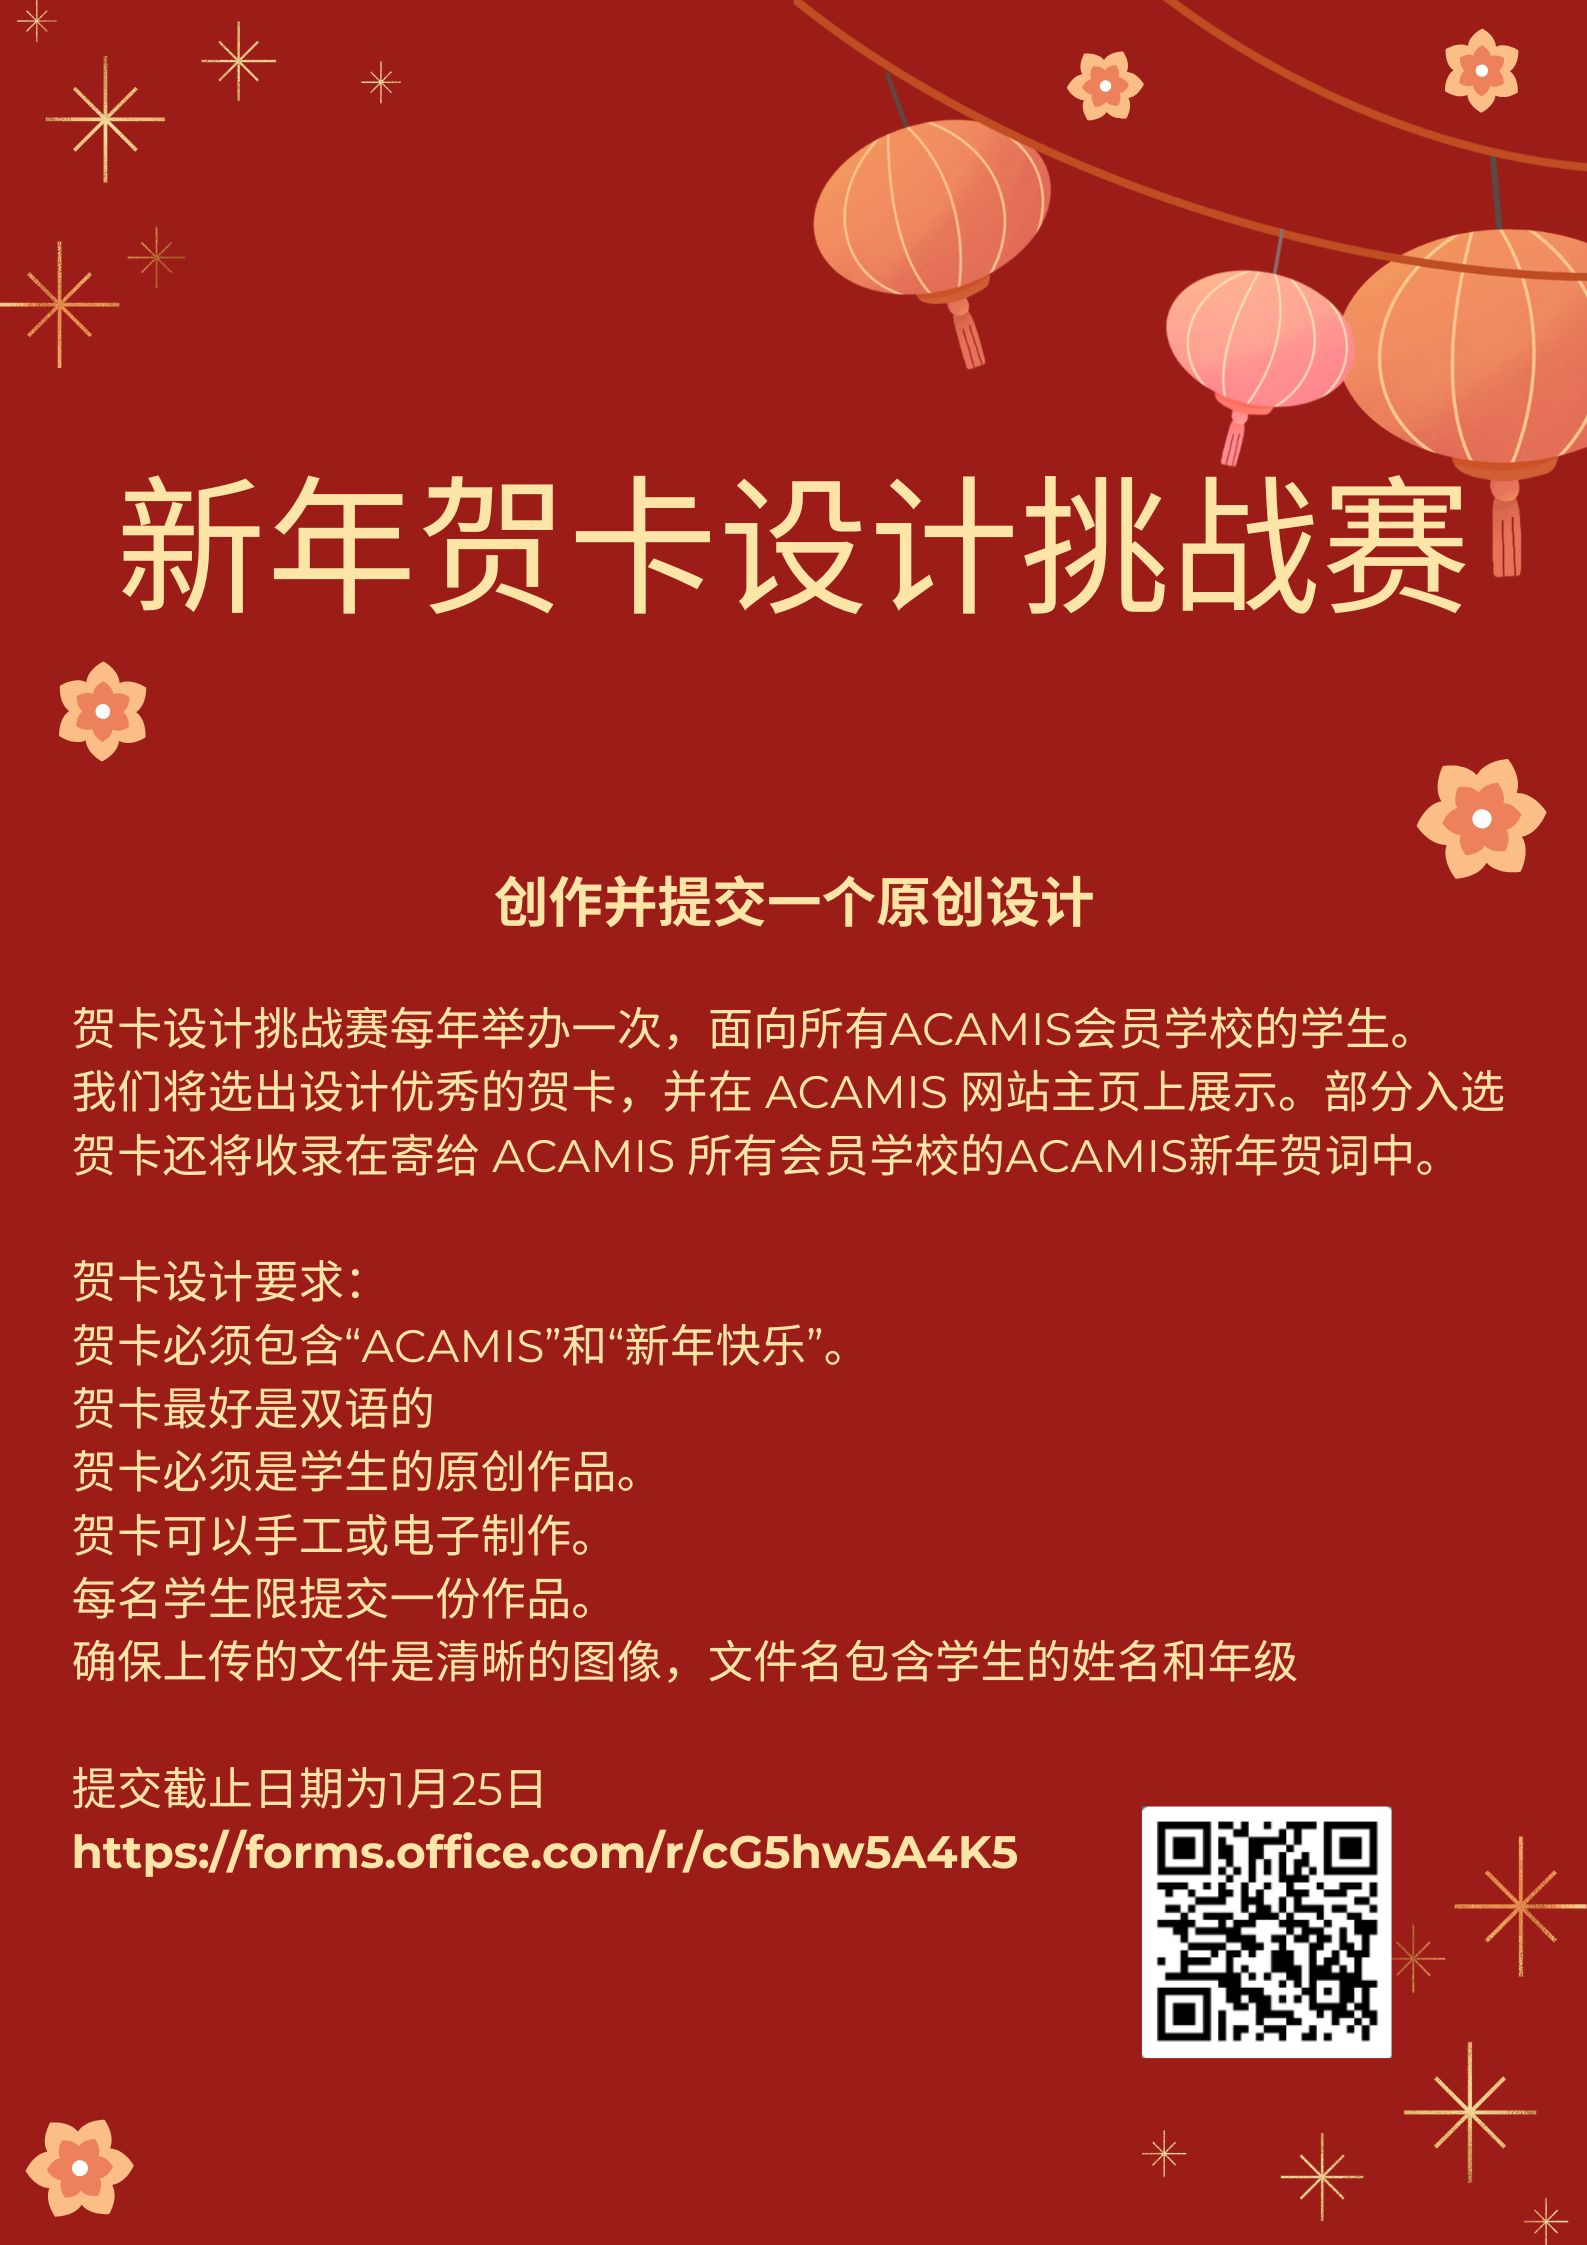 新年贺卡设计挑战赛
创作并提交一个原创设计
贺卡设计挑战赛每年举办一次，面向所有ACAMIS会员学校的学生。
我们将选出设计优秀的贺卡，并在 ACAMIS 网站主页上展示。部分入选
贺卡还将收录在寄给 ACAMIS 所有会员学校的ACAMIS新年贺词中。
贺卡设计要求：
贺卡必须包含“ACAMIS”和“新年快乐”。
贺卡最好是双语的
贺卡必须是学生的原创作品。
贺卡可以手工或电子制作。
每名学生限提交一份作品。
确保上传的文件是清晰的图像，文件名包含学生的姓名和年级
提交截止日期为1月25日
https://forms.office.com/r/cG5hw5A4K5